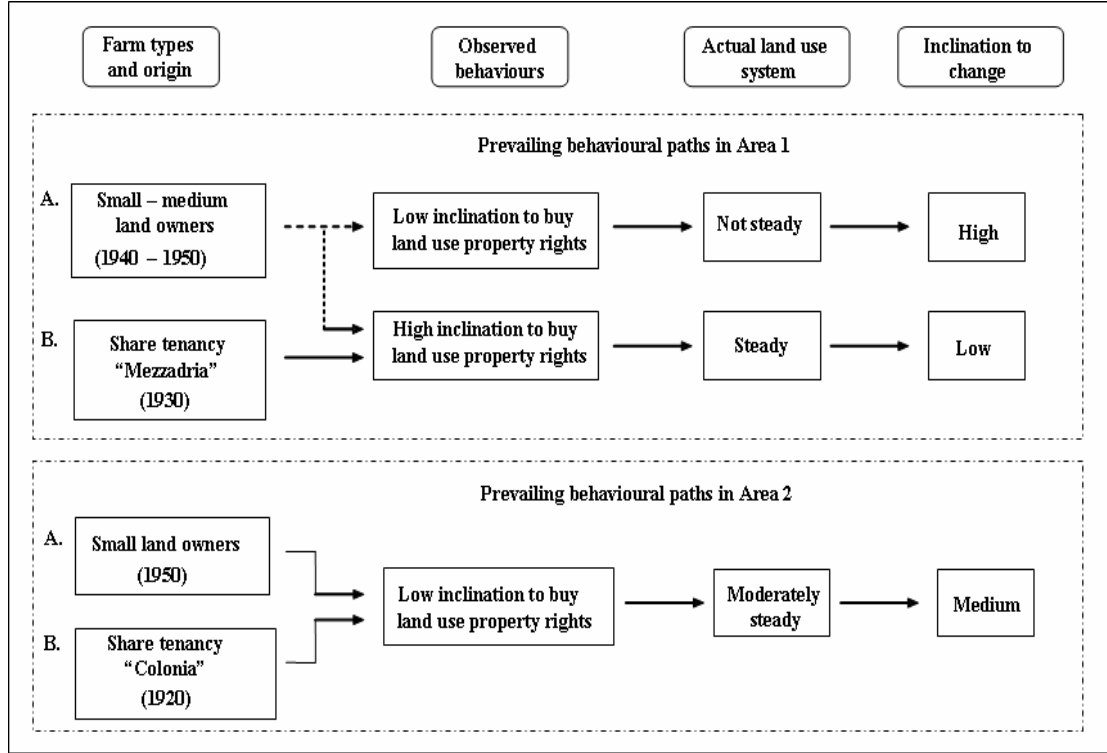 Farm types
and origin
Observed
behaviours
Actual land use
system
Inclination to
change
Prevailing behavioural paths in Area 1
A.
Small – medium
land owners
(1940 – 1950)
Low inclination to buy
land use property rights
Not steady
High
B.
Share tenancy
“Mezzadria”
(1930)
High inclination to buy
land use property rights
Steady
Low
Prevailing behavioural paths in Area 2
A.
Small land owners
(1950)
B.
Share tenancy
“Colonia”
(1920)
Low inclination to buy
land use property rights
Moderately
steady
Medium